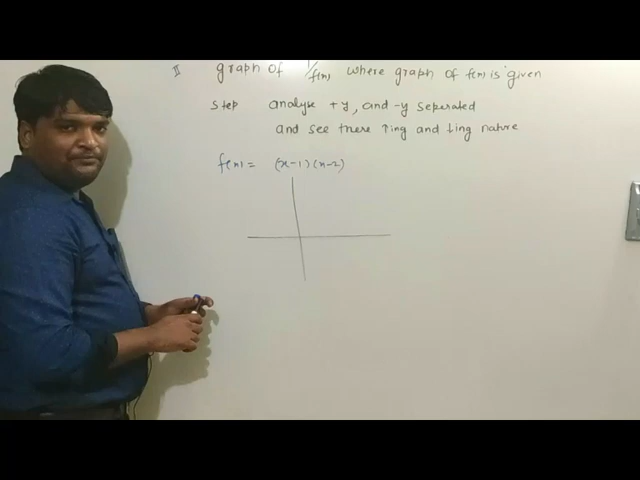 II graph of 1/f(x) where graph of f(x) is given
step analyse +y, and -y seperated
and see there ↑ing and ↓ing nature
f(x) = (x-1)(x-2)